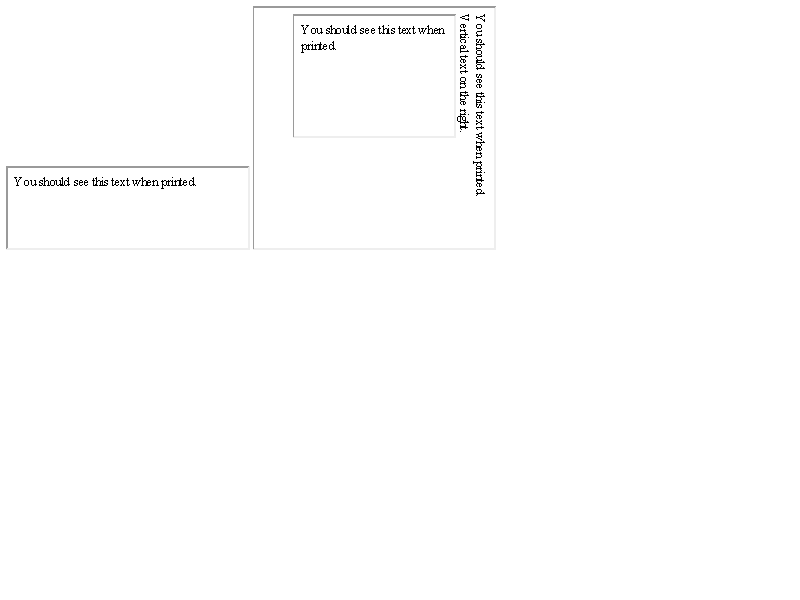 You should see this text when printed.
You should see this text when printed.
Vertical text on the right.
You should see this text when
printed.